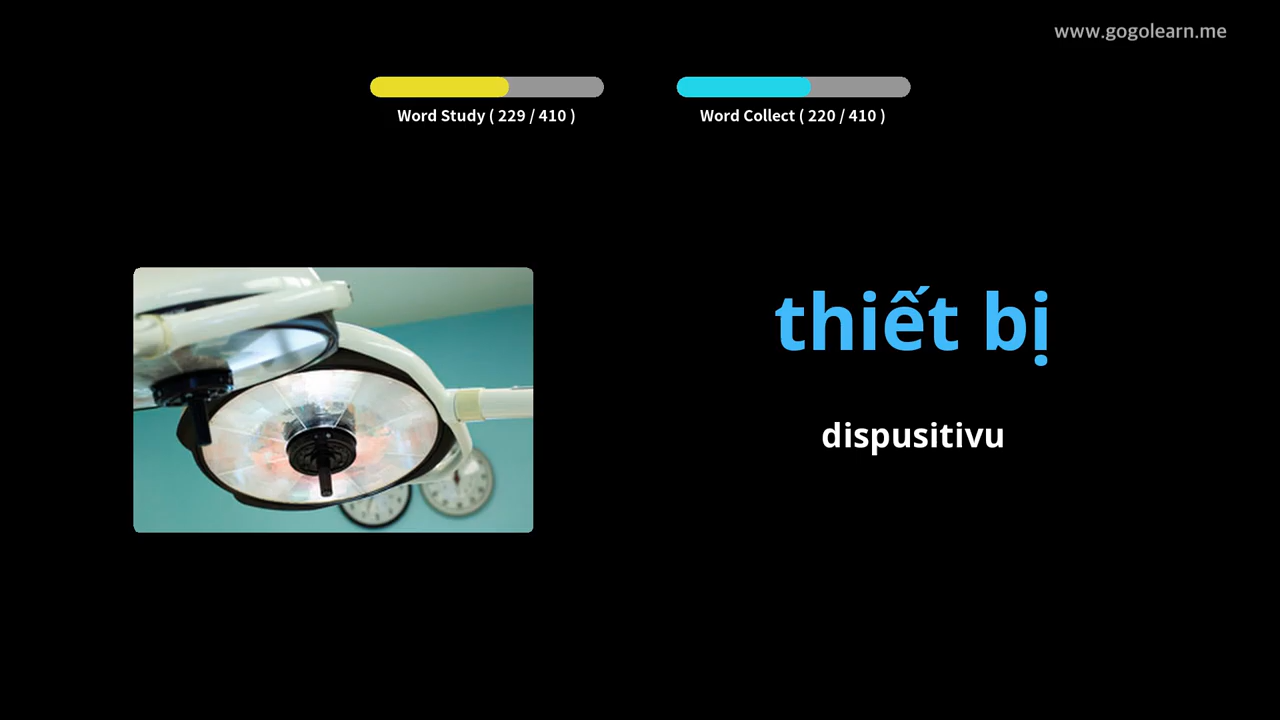 www.gogolearn.me
Word Study ( 229 / 410 )
Word Collect ( 220 / 410 )
thiết bị
dispusitivu